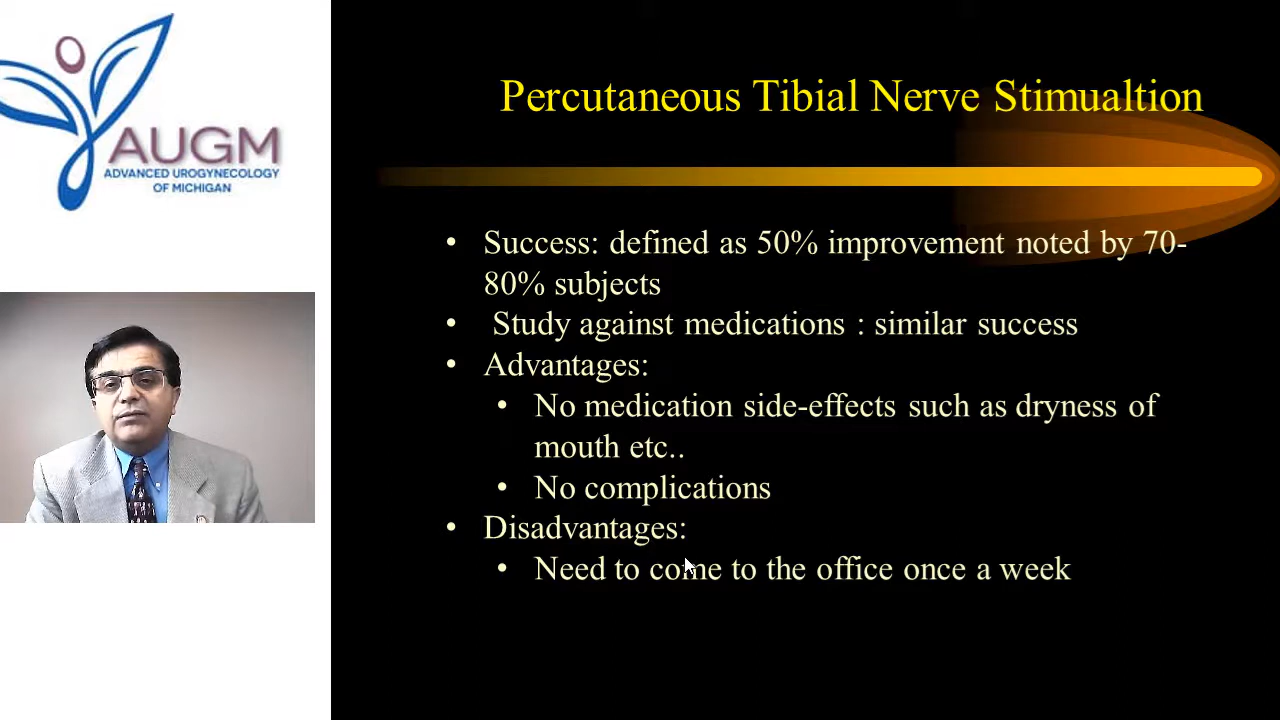 AUGM
ADVANCED UROGYNECOLOGY
OF MICHIGAN
Percutaneous Tibial Nerve Stimualtion
• Success: defined as 50% improvement noted by 70-
80% subjects
• Study against medications : similar success
• Advantages:
• No medication side-effects such as dryness of
mouth etc..
• No complications
• Disadvantages:
• Need to come to the office once a week